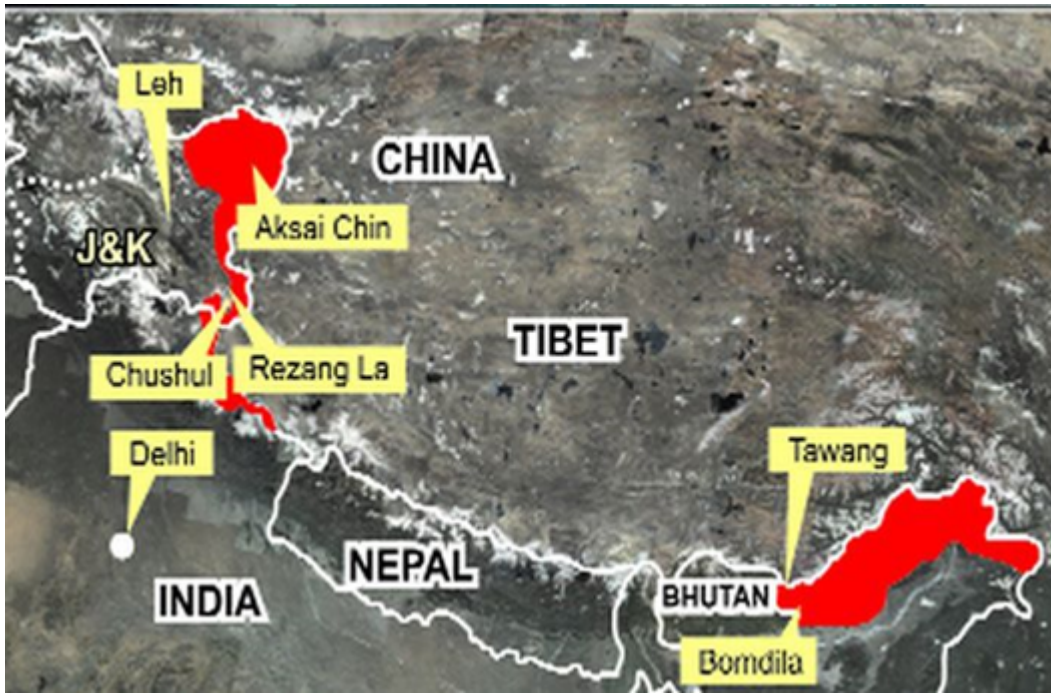 Leh
CHINA
Aksai Chin
J&K
TIBET
Chushul
Rezang La
Delhi
Tawang
NEPAL
INDIA
BHUTAN
Bomdila